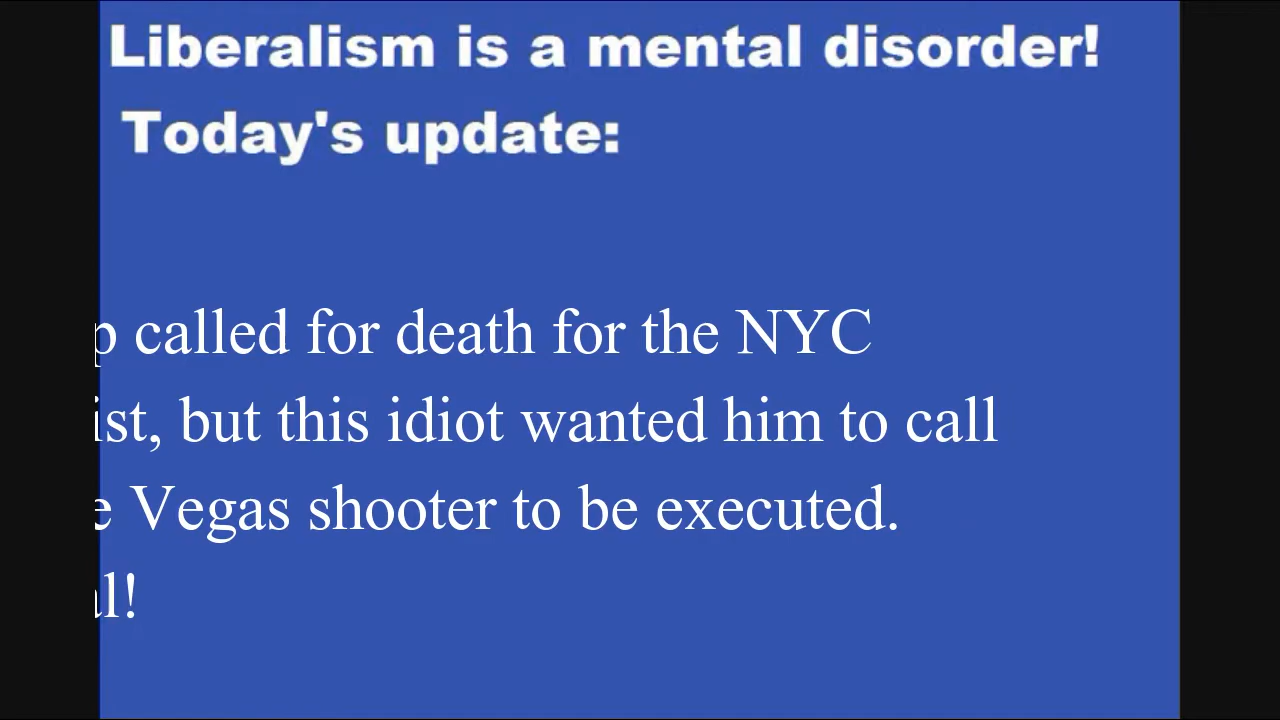 Liberalism is a mental disorder!
Today's update:
called for death for the NYC
but this idiot wanted him to call
Vegas shooter to be executed.